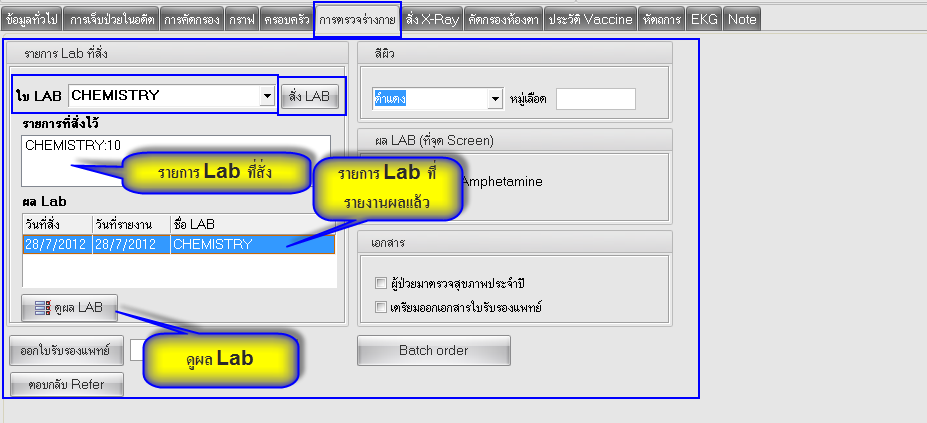 ข้อมูลทั่วไป การเจ็บป่วยในอดีต การคัดกรอง กราฟ ครอบครัว การตรวจร่างกาย สั่ง X-Ray คัดกรองห้องตา ประวัติ Vaccine หัตถการ EKG Note
รายการ Lab ที่สั่ง
ใบ LAB CHEMISTRY สั่ง LAB
รายการที่สั่งไว้
CHEMISTRY:10
รายการ Lab ที่สั่ง
ผล Lab
วันที่สั่ง วันที่รายงาน ชื่อ LAB
28/7/2012 28/7/2012 CHEMISTRY
รายการ Lab ที่
รายงานผลแล้ว
ดูผล LAB
ออกใบรับรองแพทย์
ดูผล Lab
ตอบกลับ Refer
สีผิว
ดำแดง หมู่เลือด
ผล LAB (ที่จุด Screen)
Amphetamine
เอกสาร
ผู้ป่วยมาตรวจสุขภาพประจำปี
เตรียมออกเอกสารใบรับรองแพทย์
Batch order